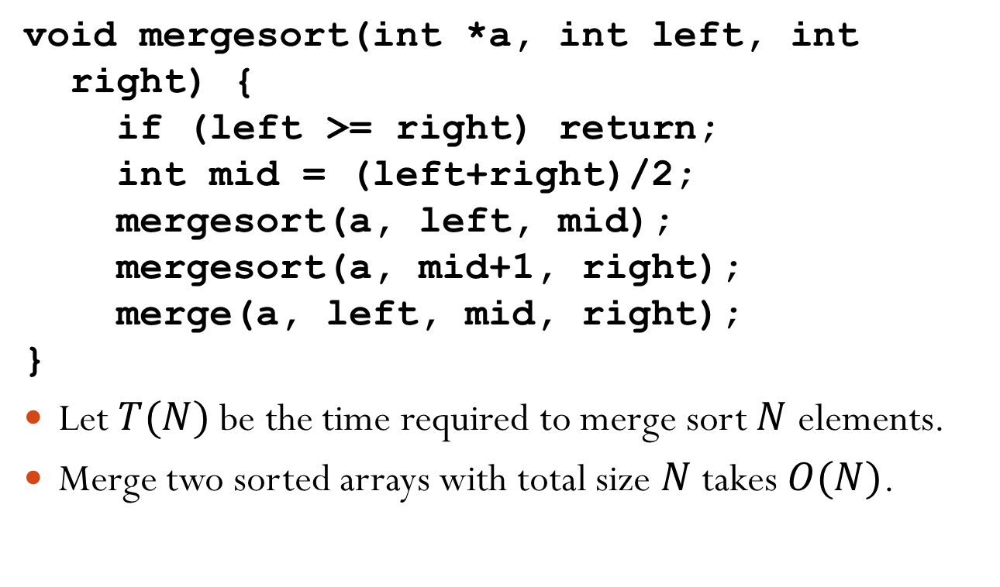 void mergesort(int *a, int left, int
right) {
if (left >= right) return;
int mid = (left+right)/2;
mergesort(a, left, mid);
mergesort(a, mid+1, right);
merge(a, left, mid, right);
}
• Let T(N) be the time required to merge sort N elements.
• Merge two sorted arrays with total size N takes O(N).